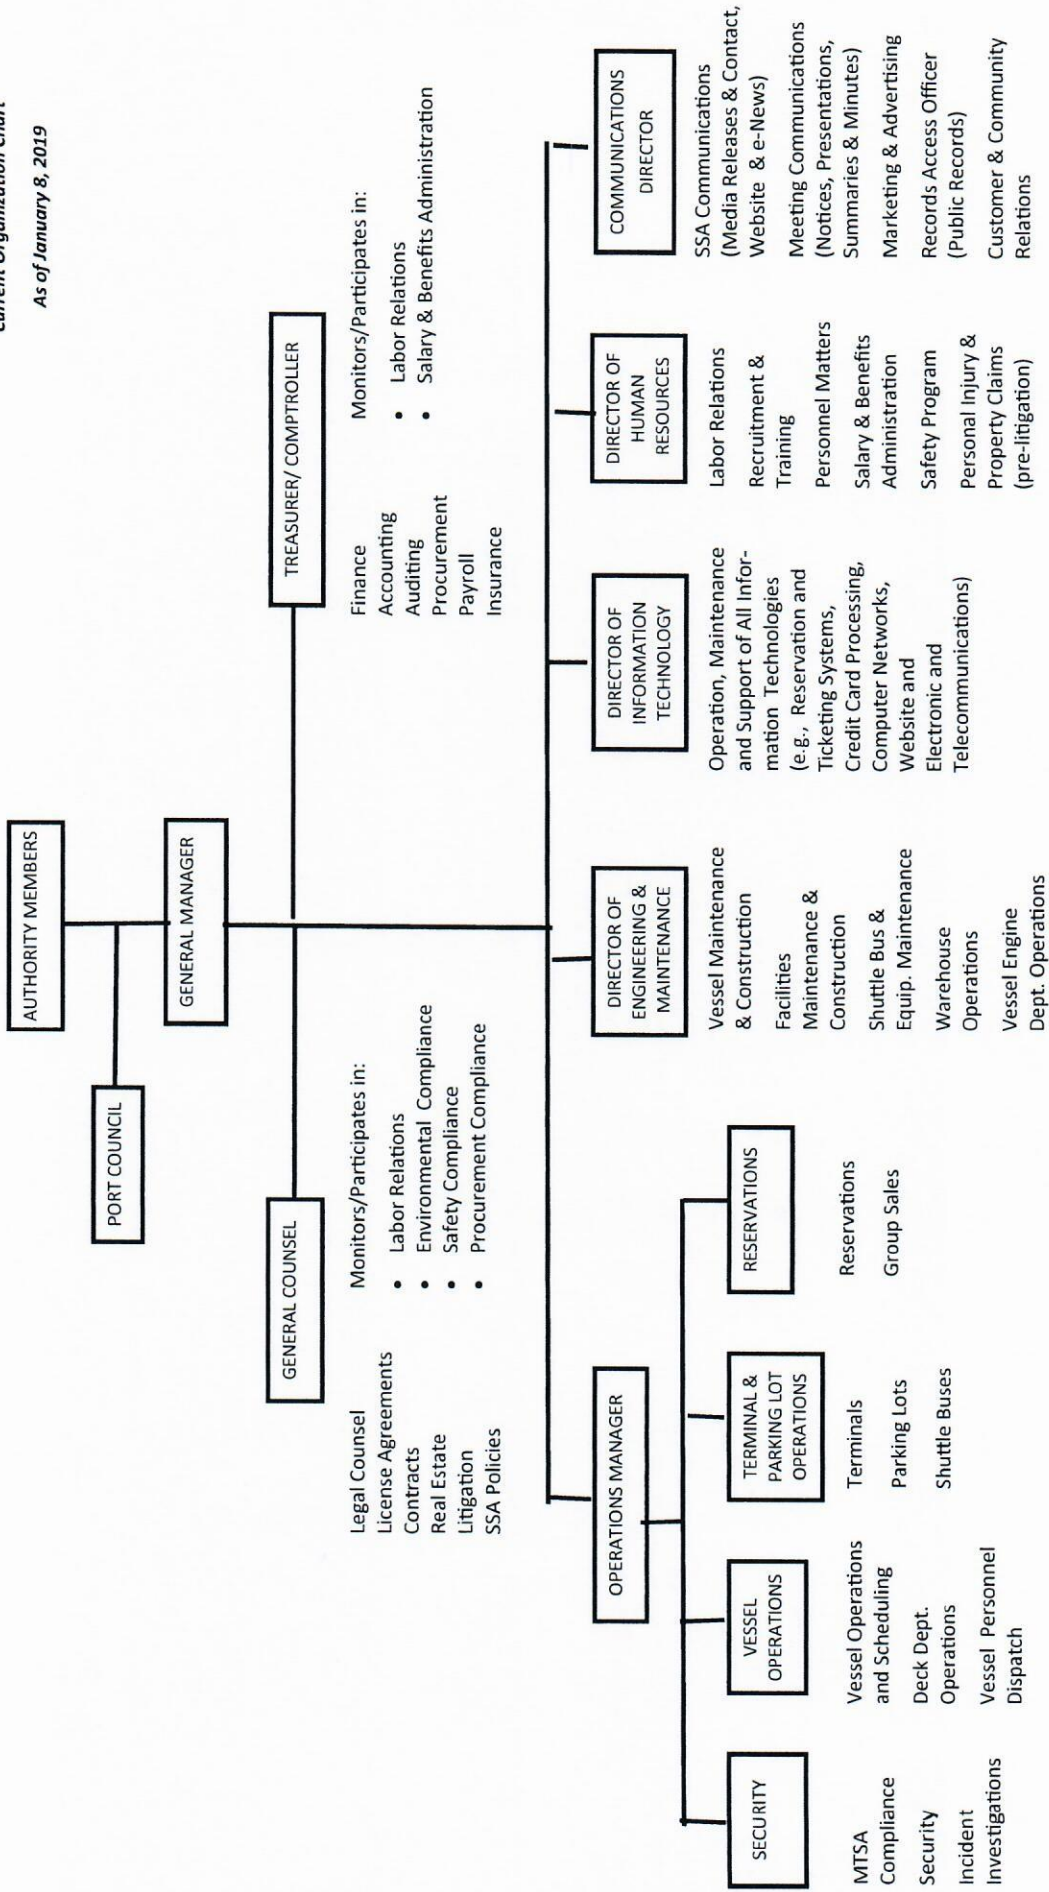 Current Organization Chart
As of January 8, 2019
AUTHORITY MEMBERS
PORT COUNCIL
GENERAL MANAGER
GENERAL COUNSEL
Legal Counsel
License Agreements
Contracts
Real Estate
Litigation
SSA Policies
Monitors/Participates in:
• Labor Relations
• Environmental Compliance
• Safety Compliance
• Procurement Compliance
TREASURER/ COMPTROLLER
Finance
Accounting
Auditing
Procurement
Payroll
Insurance
Monitors/Participates in:
• Labor Relations
• Salary & Benefits Administration
OPERATIONS MANAGER
SECURITY
MTSA
Compliance
Security
Incident
Investigations
VESSEL
OPERATIONS
Vessel Operations
and Scheduling
Deck Dept.
Operations
Vessel Personnel
Dispatch
TERMINAL &
PARKING LOT
OPERATIONS
Terminals
Parking Lots
Shuttle Buses
RESERVATIONS
Reservations
Group Sales
DIRECTOR OF
ENGINEERING &
MAINTENANCE
Vessel Maintenance
& Construction
Facilities
Maintenance &
Construction
Shuttle Bus &
Equip. Maintenance
Warehouse
Operations
Vessel Engine
Dept. Operations
DIRECTOR OF
INFORMATION
TECHNOLOGY
Operation, Maintenance
and Support of All Infor-
mation Technologies
(e.g., Reservation and
Ticketing Systems,
Credit Card Processing,
Computer Networks,
Website and
Electronic and
Telecommunications)
DIRECTOR OF
HUMAN
RESOURCES
Labor Relations
Recruitment &
Training
Personnel Matters
Salary & Benefits
Administration
Safety Program
Personal Injury &
Property Claims
(pre-litigation)
COMMUNICATIONS
DIRECTOR
SSA Communications
(Media Releases & Contact,
Website & e-News)
Meeting Communications
(Notices, Presentations,
Summaries & Minutes)
Marketing & Advertising
Records Access Officer
(Public Records)
Customer & Community
Relations